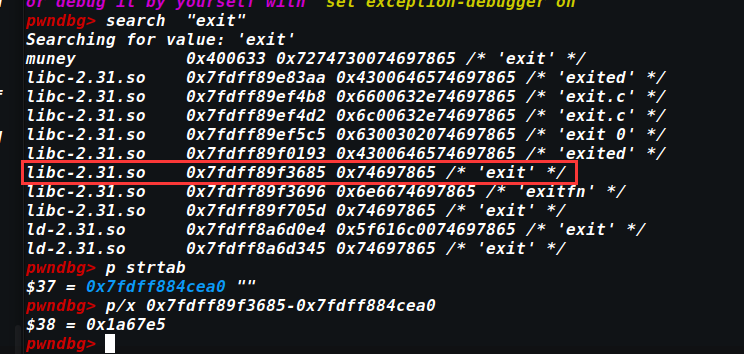 or debug it by yourself with `set exception-debugger on`
pwndbg> search  "exit"
Searching for value: 'exit'
muney           0x400633 0x7274730074697865 /* 'exit' */
libc-2.31.so    0x7fdff89e83aa 0x4300646574697865 /* 'exited' */
libc-2.31.so    0x7fdff89ef4b8 0x6600632e74697865 /* 'exit.c' */
libc-2.31.so    0x7fdff89ef4d2 0x6c00632e74697865 /* 'exit.c' */
libc-2.31.so    0x7fdff89ef5c5 0x6300302074697865 /* 'exit 0' */
libc-2.31.so    0x7fdff89f0193 0x4300646574697865 /* 'exited' */
libc-2.31.so    0x7fdff89f3685 0x74697865 /* 'exit' */
libc-2.31.so    0x7fdff89f3696 0x6e6674697865 /* 'exitfn' */
libc-2.31.so    0x7fdff89f705d 0x74697865 /* 'exit' */
ld-2.31.so      0x7fdff8a6d0e4 0x5f616c0074697865 /* 'exit' */
ld-2.31.so      0x7fdff8a6d345 0x74697865 /* 'exit' */
pwndbg> p strtab
$37 = 0x7fdff884cea0 ""
pwndbg> p/x 0x7fdff89f3685-0x7fdff884cea0
$38 = 0x1a67e5
pwndbg>